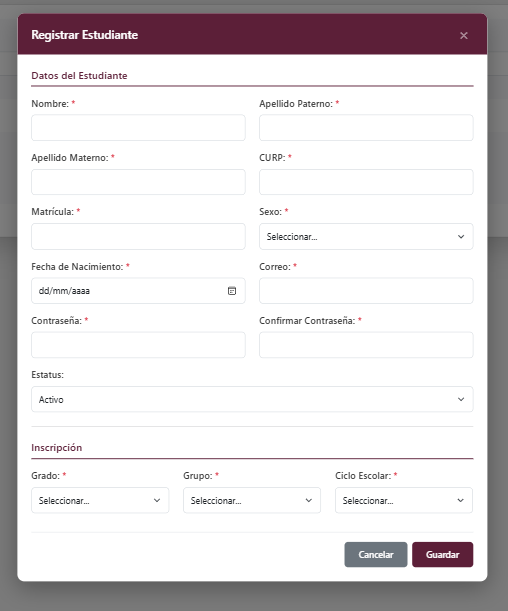 Registrar Estudiante ×
Datos del Estudiante
Nombre: * Apellido Paterno: *
Apellido Materno: * CURP: *
Matrícula: * Sexo: *
Seleccionar...
Fecha de Nacimiento: * Correo: *
dd/mm/aaaa
Contraseña: * Confirmar Contraseña: *
Estatus:
Activo
Inscripción
Grado: * Grupo: * Ciclo Escolar: *
Seleccionar... Seleccionar... Seleccionar...
Cancelar Guardar